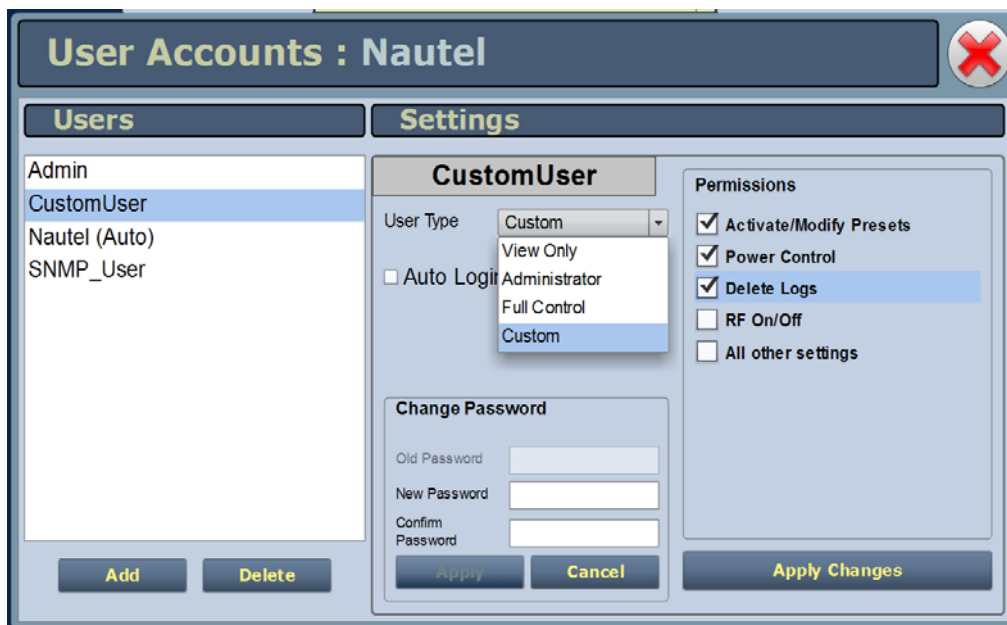 User Accounts : Nautel
Users
Admin
CustomUser
Nautel (Auto)
SNMP_User
Add
Delete
Settings
CustomUser
User Type
Custom
View Only
Administrator
Full Control
Custom
Auto Login
Change Password
Old Password
New Password
Confirm
Password
Apply
Cancel
Permissions
Activate/Modify Presets
Power Control
Delete Logs
RF On/Off
All other settings
Apply Changes